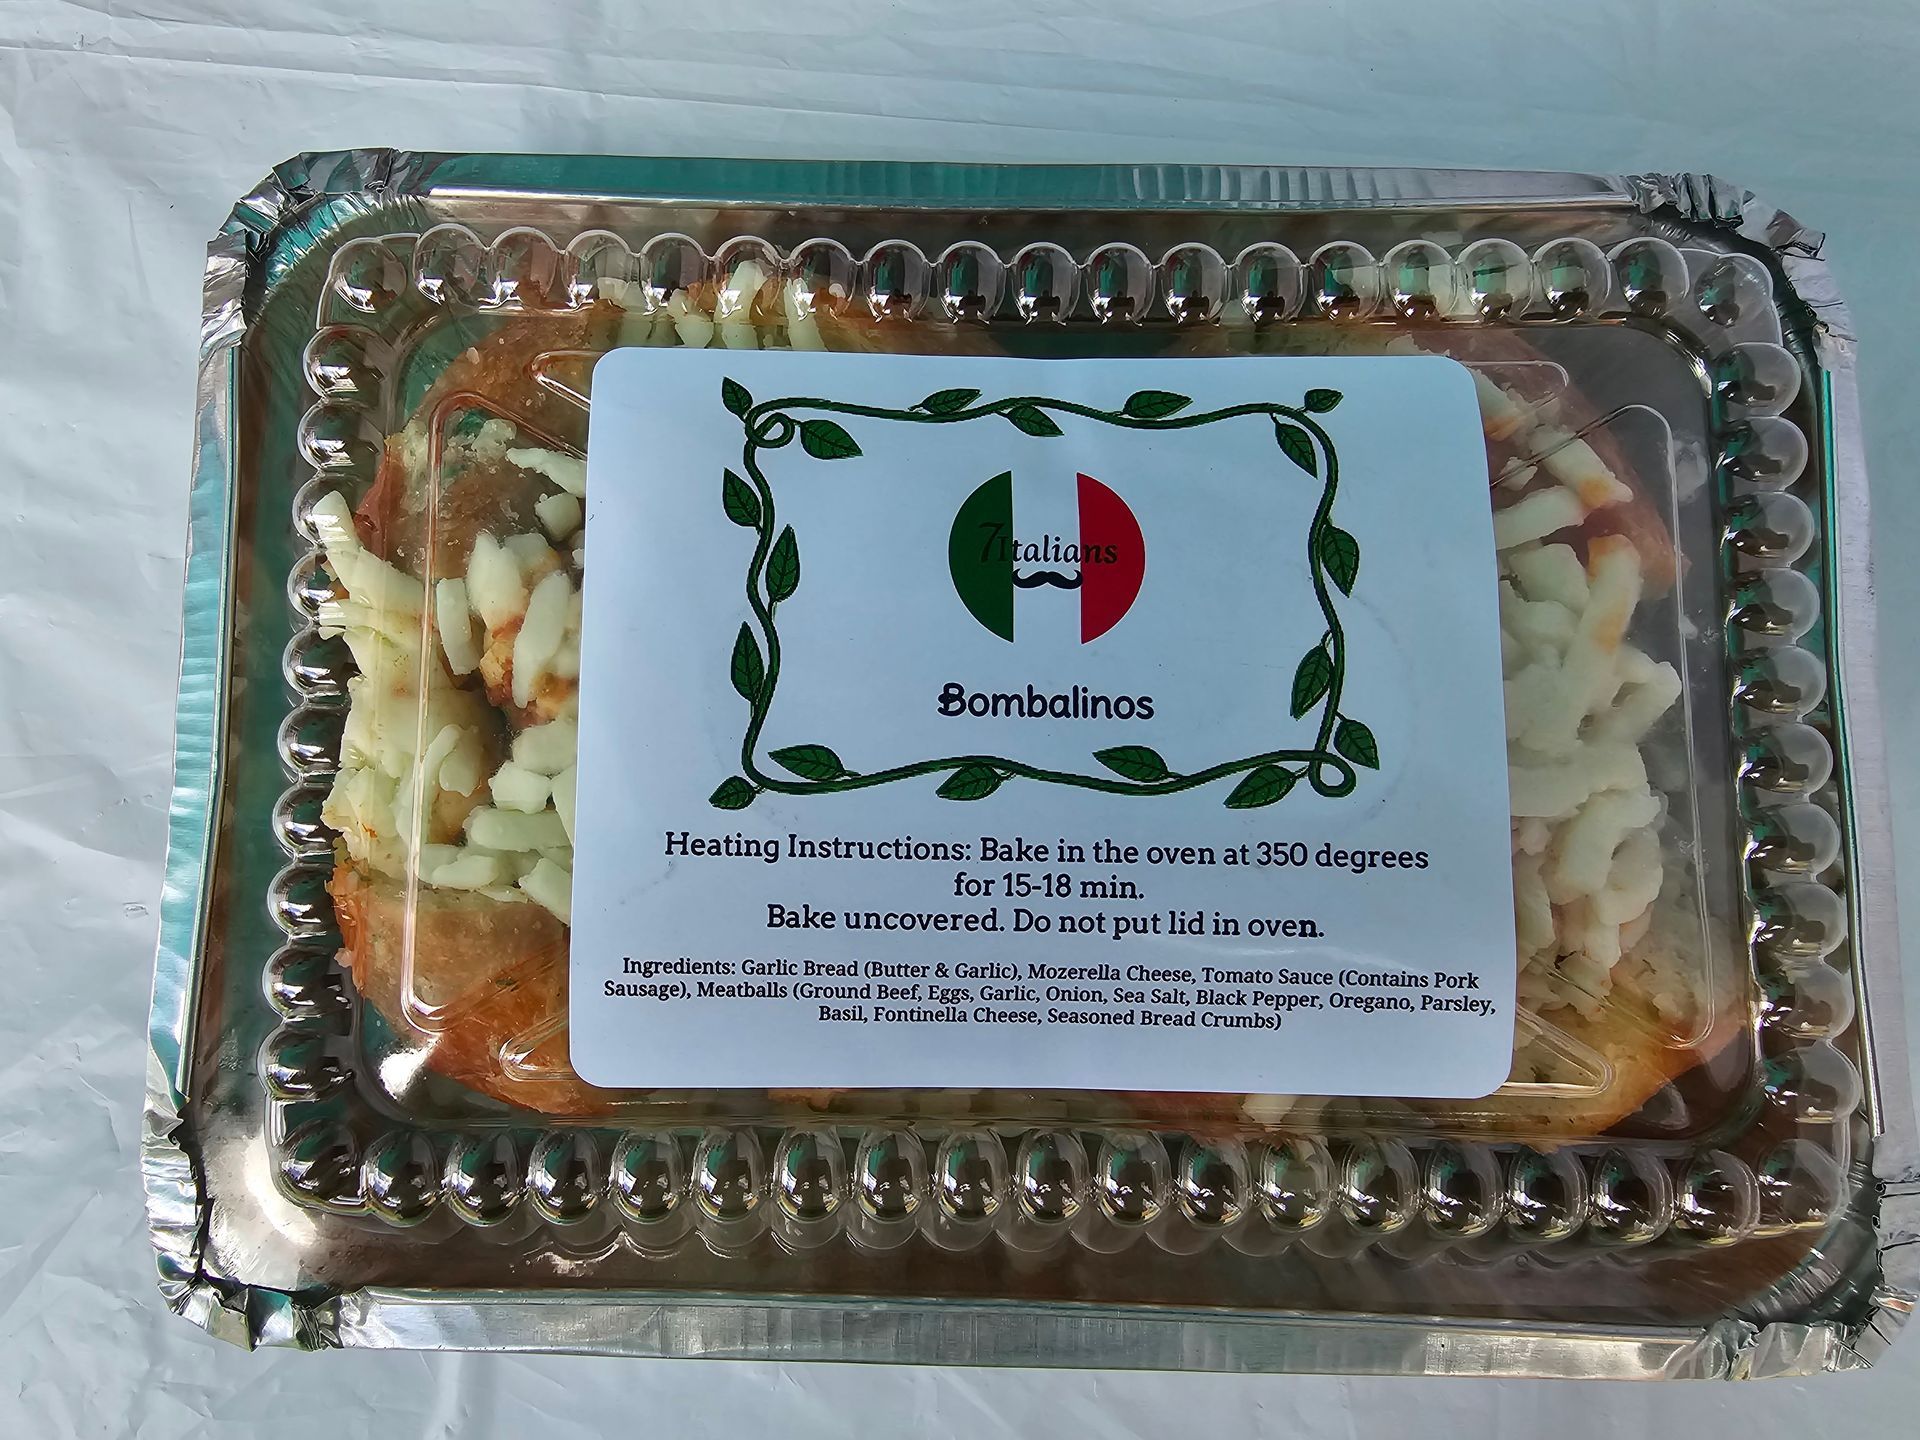 7Italians
Bombalinos
Heating Instructions: Bake in the oven at 350 degrees
for 15-18 min.
Bake uncovered. Do not put lid in oven.
Ingredients: Garlic Bread (Butter & Garlic), Mozerella Cheese, Tomato Sauce (Contains Pork
Sausage), Meatballs (Ground Beef, Eggs, Garlic, Onion, Sea Salt, Black Pepper, Oregano, Parsley,
Basil, Fontinella Cheese, Seasoned Bread Crumbs)